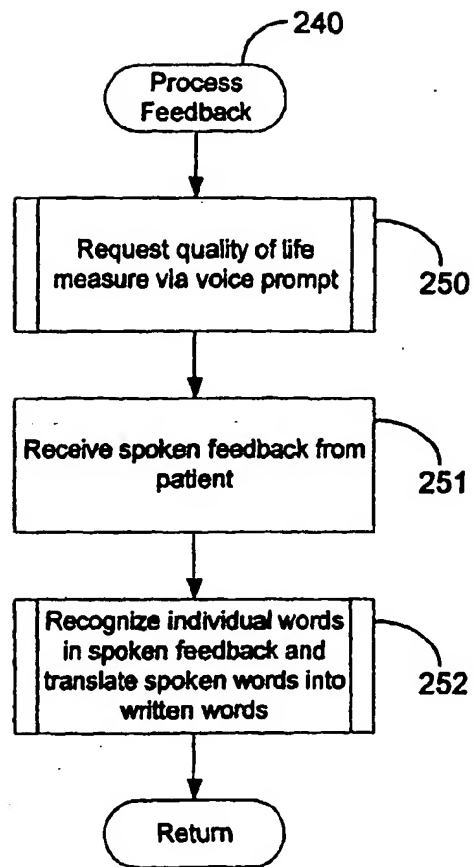 240
Process
Feedback
Request quality of life
measure via voice prompt
250
Receive spoken feedback from
patient
251
Recognize individual words
in spoken feedback and
translate spoken words into
written words
252
Return